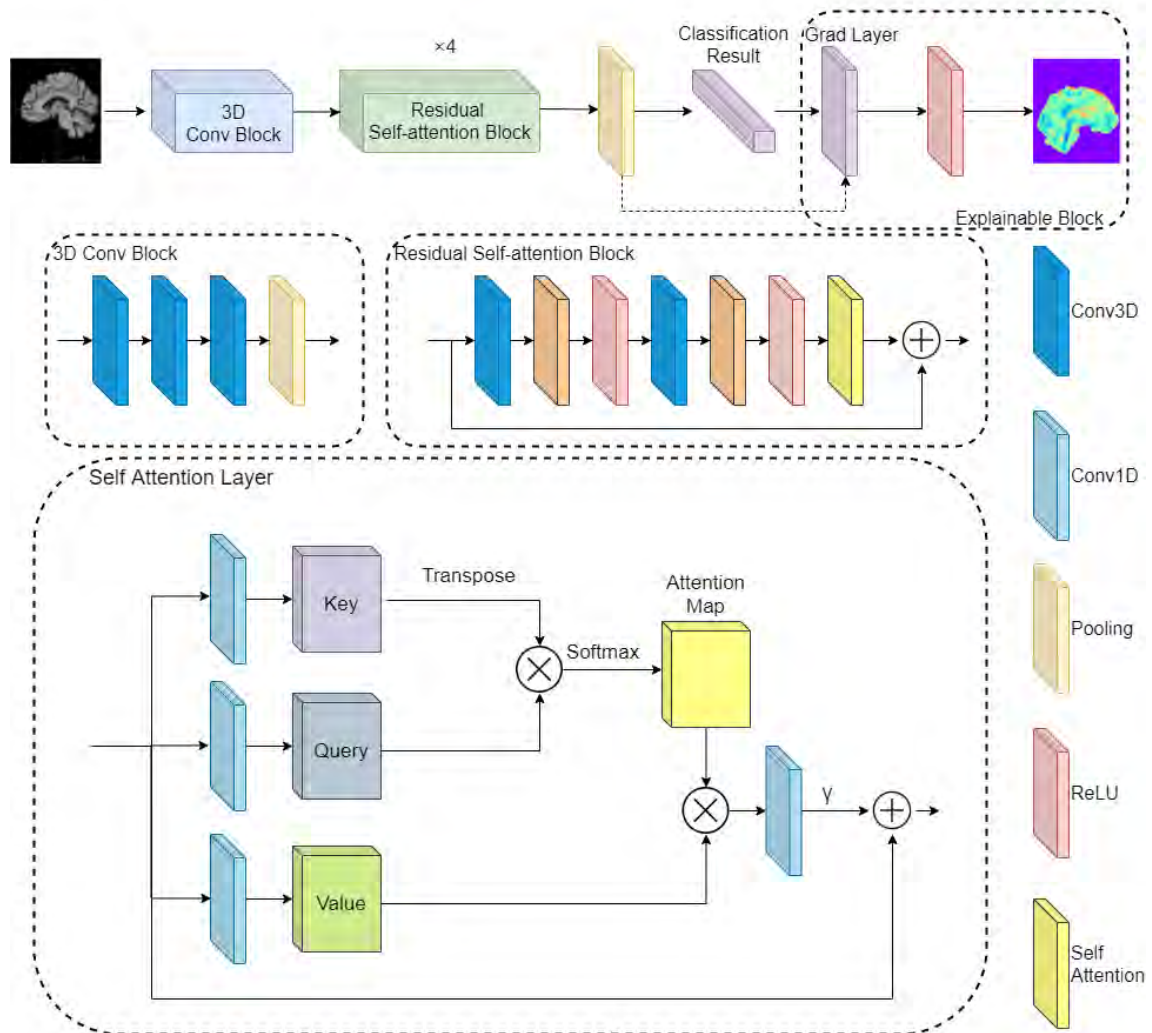 ×4
Classification
Result
Grad Layer
3D
Conv Block
Residual
Self-attention Block
Explainable Block
3D Conv Block
Residual Self-attention Block
Conv3D
Conv1D
Pooling
ReLU
Self
Attention
Self Attention Layer
Key
Transpose
Attention
Map
Softmax
Query
γ
Value